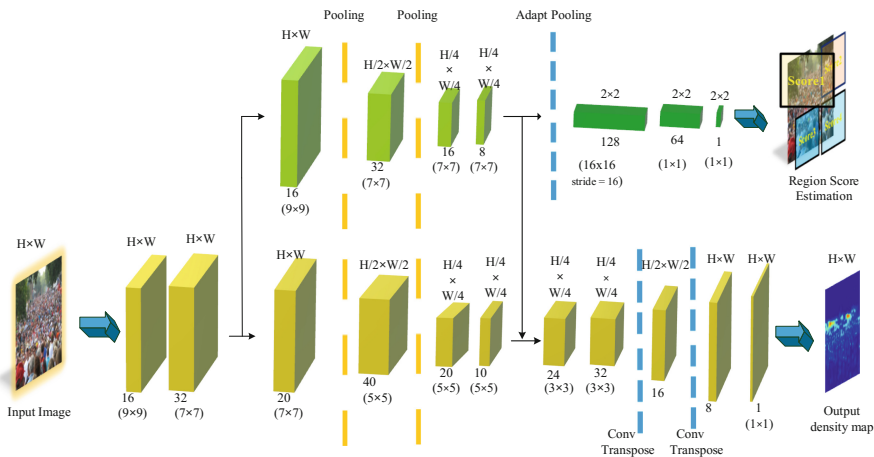 Pooling
Pooling
Adapt Pooling
H×W
H/2×W/2
H/4
×
W/4
H/4
×
W/4
2×2
2×2
2×2
16
(9×9)
32
(7×7)
16
(7×7)
8
(7×7)
128
(16x16
stride = 16)
64
(1×1)
1
(1×1)
Score1
Score3
Region Score
Estimation
H×W
H×W
H×W
H×W
H/2×W/2
H/4
×
W/4
H/4
×
W/4
H/4
×
W/4
H/4
×
W/4
H/2×W/2
H×W
H×W
H×W
Input Image
16
(9×9)
32
(7×7)
20
(7×7)
40
(5×5)
20
(5×5)
10
(5×5)
24
(3×3)
32
(3×3)
16
8
1
(1×1)
Output
density map
Conv
Transpose
Conv
Transpose